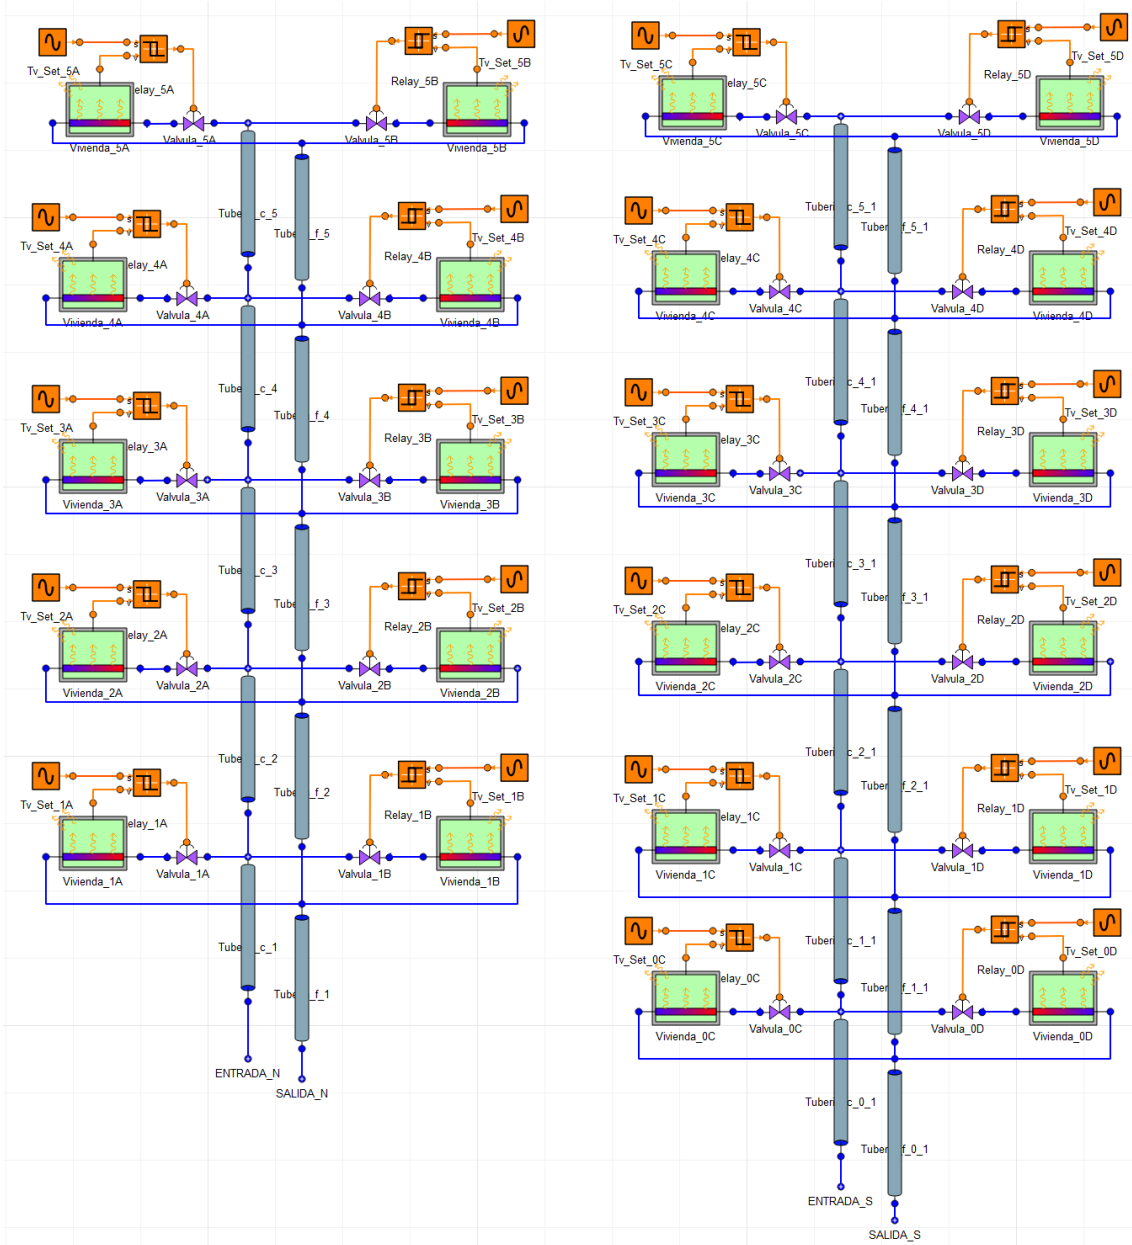 Tv_Set_5A
elay_5A
Valvula_5A
Vivienda_5A
Relay_5B
Tv_Set_5B
Valvula_5B
Vivienda_5B
Tube c_5
Tube f_5
Tv_Set_4A
elay_4A
Valvula_4A
Vivienda_4A
Relay_4B
Tv_Set_4B
Valvula_4B
Vivienda_4B
Tube c_4
Tube f_4
Tv_Set_3A
elay_3A
Valvula_3A
Vivienda_3A
Relay_3B
Tv_Set_3B
Valvula_3B
Vivienda_3B
Tube c_3
Tube f_3
Tv_Set_2A
elay_2A
Valvula_2A
Vivienda_2A
Relay_2B
Tv_Set_2B
Valvula_2B
Vivienda_2B
Tube c_2
Tube f_2
Tv_Set_1A
elay_1A
Valvula_1A
Vivienda_1A
Relay_1B
Tv_Set_1B
Valvula_1B
Vivienda_1B
Tube c_1
Tube f_1
ENTRADA_N
SALIDA_N
Tv_Set_5C
elay_5C
Valvula_5C
Vivienda_5C
Relay_5D
Tv_Set_5D
Valvula_5D
Vivienda_5D
Tuberi c_5_1
Tuber f_5_1
Tv_Set_4C
elay_4C
Valvula_4C
Vivienda_4C
Relay_4D
Tv_Set_4D
Valvula_4D
Vivienda_4D
Tuberi c_4_1
Tuber f_4_1
Tv_Set_3C
elay_3C
Valvula_3C
Vivienda_3C
Relay_3D
Tv_Set_3D
Valvula_3D
Vivienda_3D
Tuberi c_3_1
Tuber f_3_1
Tv_Set_2C
elay_2C
Valvula_2C
Vivienda_2C
Relay_2D
Tv_Set_2D
Valvula_2D
Vivienda_2D
Tuberi c_2_1
Tuber f_2_1
Tv_Set_1C
elay_1C
Valvula_1C
Vivienda_1C
Relay_1D
Tv_Set_1D
Valvula_1D
Vivienda_1D
Tuberi c_1_1
Tuber f_1_1
Tv_Set_0C
elay_0C
Valvula_0C
Vivienda_0C
Relay_0D
Tv_Set_0D
Valvula_0D
Vivienda_0D
Tuberi c_0_1
Tuber f_0_1
ENTRADA_S
SALIDA_S